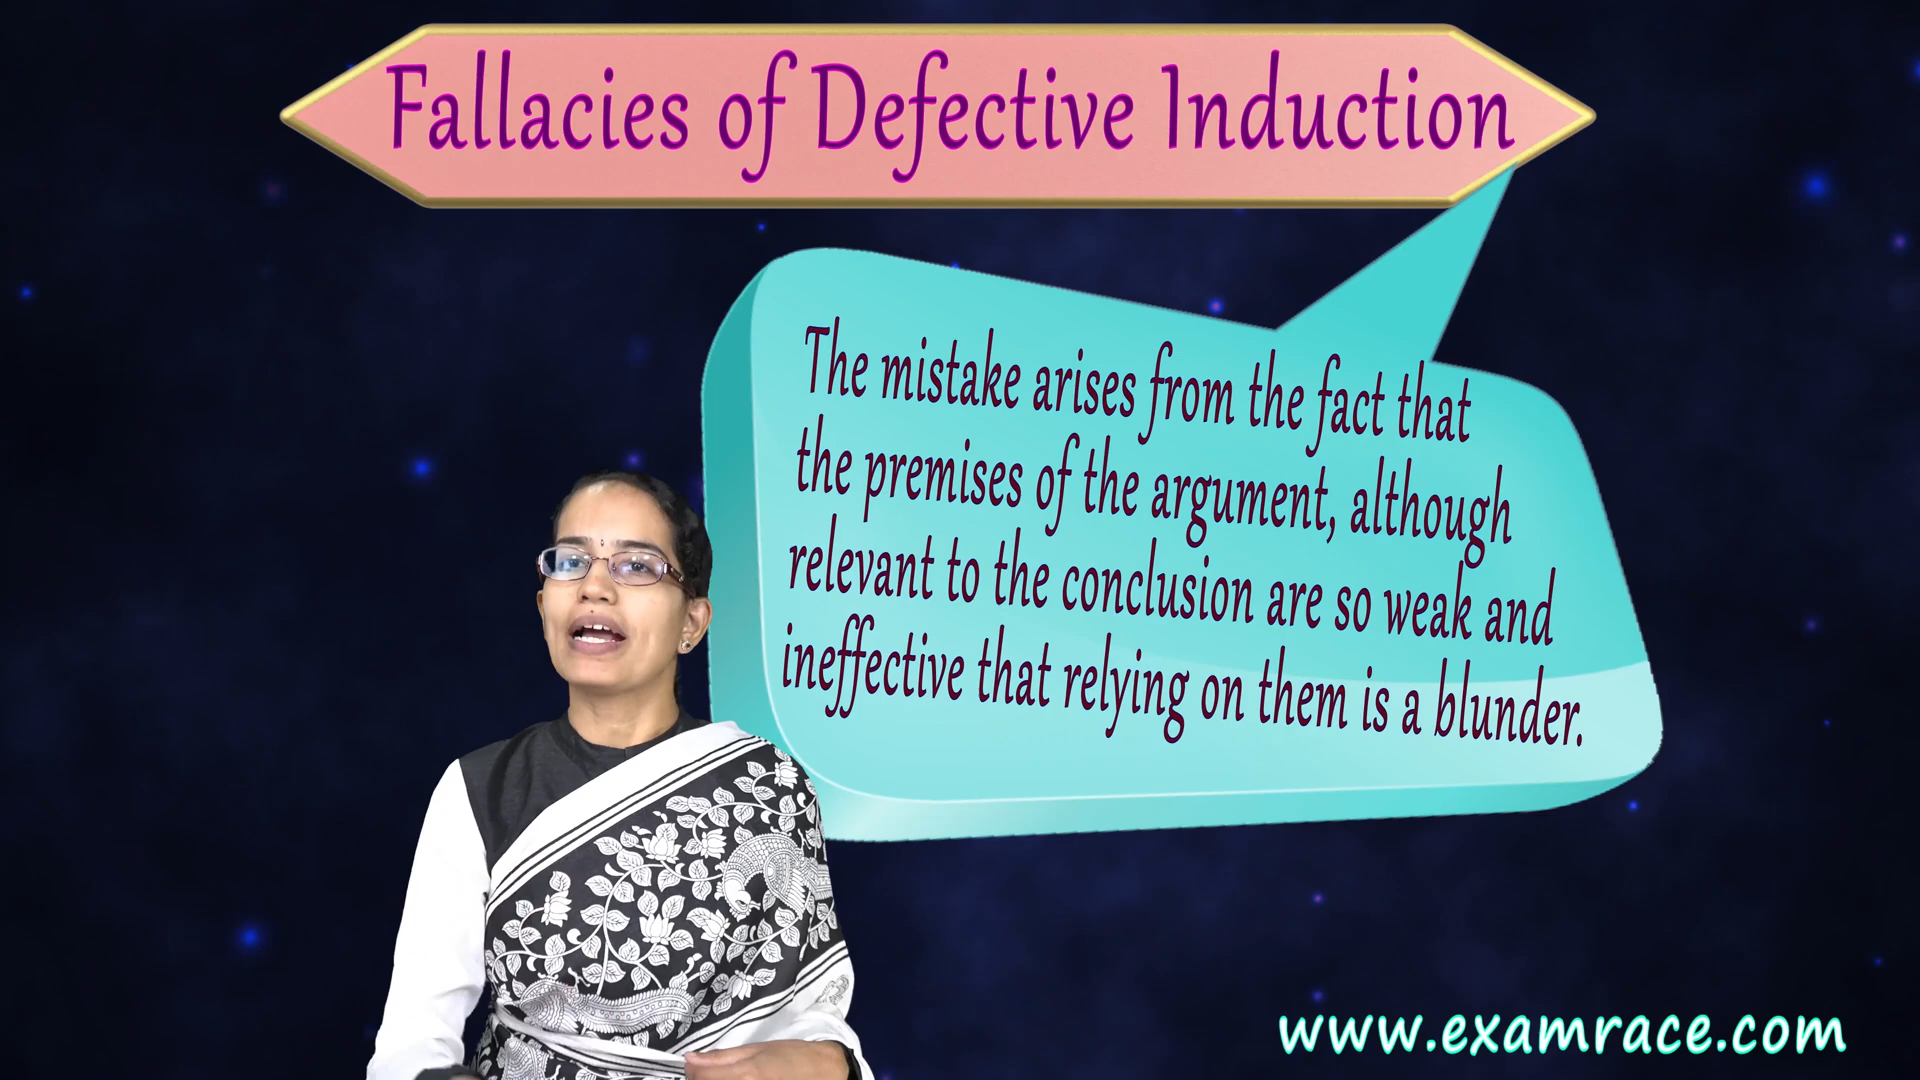 Fallacies of Defective Induction
The mistake arises from the fact that
the premises of the argument, although
relevant to the conclusion are so weak and
ineffective that relying on them is a blunder.
www.examrace.com